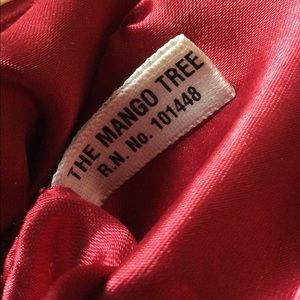 THE MANGO TREE
R.N. No. 101448